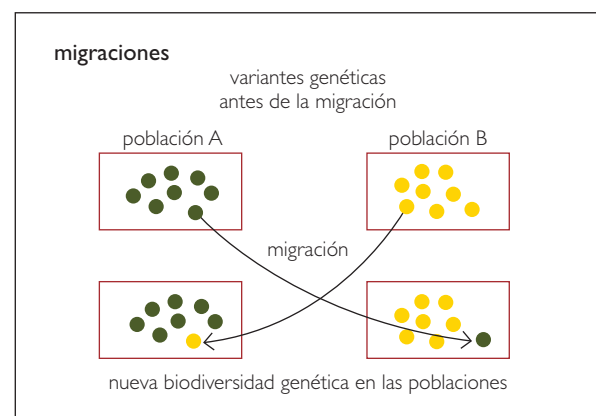 migraciones
variantes genéticas
antes de la migración
población A
población B
migración
nueva biodiversidad genética en las poblaciones